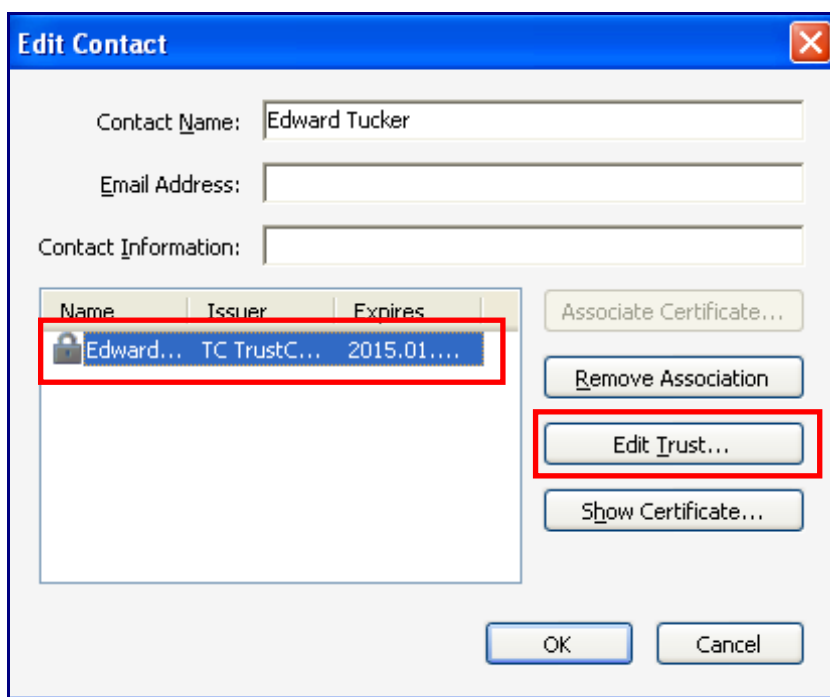 Edit Contact
Contact Name: Edward Tucker
Email Address:
Contact Information:
Name Issuer Expires
Edward... TC TrustC... 2015.01....
Associate Certificate...
Remove Association
Edit Trust...
Show Certificate...
OK Cancel